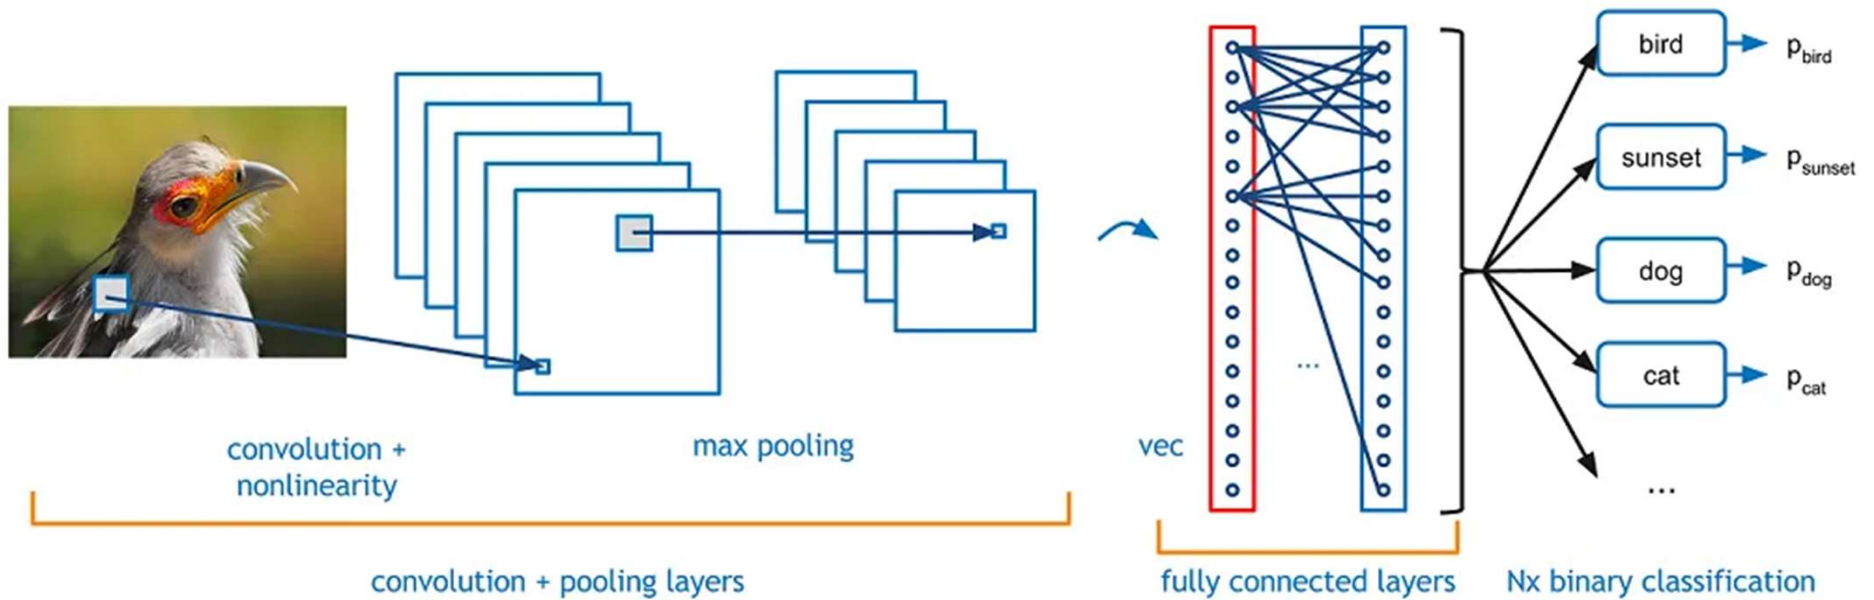 convolution +
nonlinearity
max pooling
vec
convolution + pooling layers
fully connected layers
Nx binary classification
...
bird
p_bird
sunset
p_sunset
dog
p_dog
cat
p_cat
...